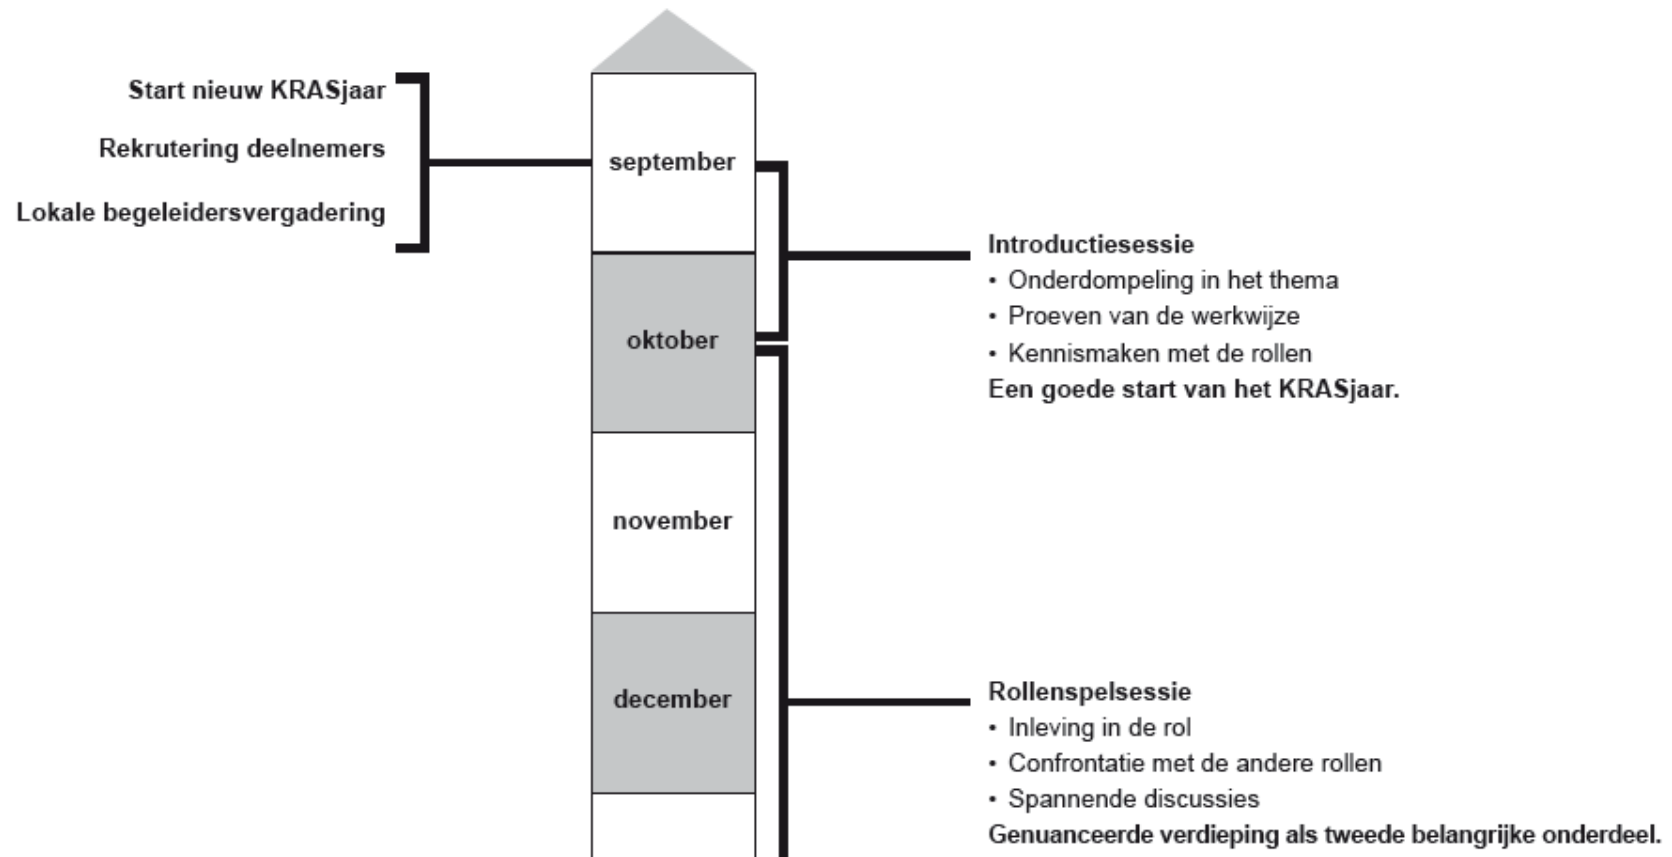 Start nieuw KRASjaar
Rekrutering deelnemers
Lokale begeleidersvergadering
september
oktober
november
december
Introductiesessie
• Onderdompeling in het thema
• Proeven van de werkwijze
• Kennismaken met de rollen
Een goede start van het KRASjaar.
Rollenspelsessie
• Inleving in de rol
• Confrontatie met de andere rollen
• Spannende discussies
Genuanceerde verdieping als tweede belangrijke onderdeel.